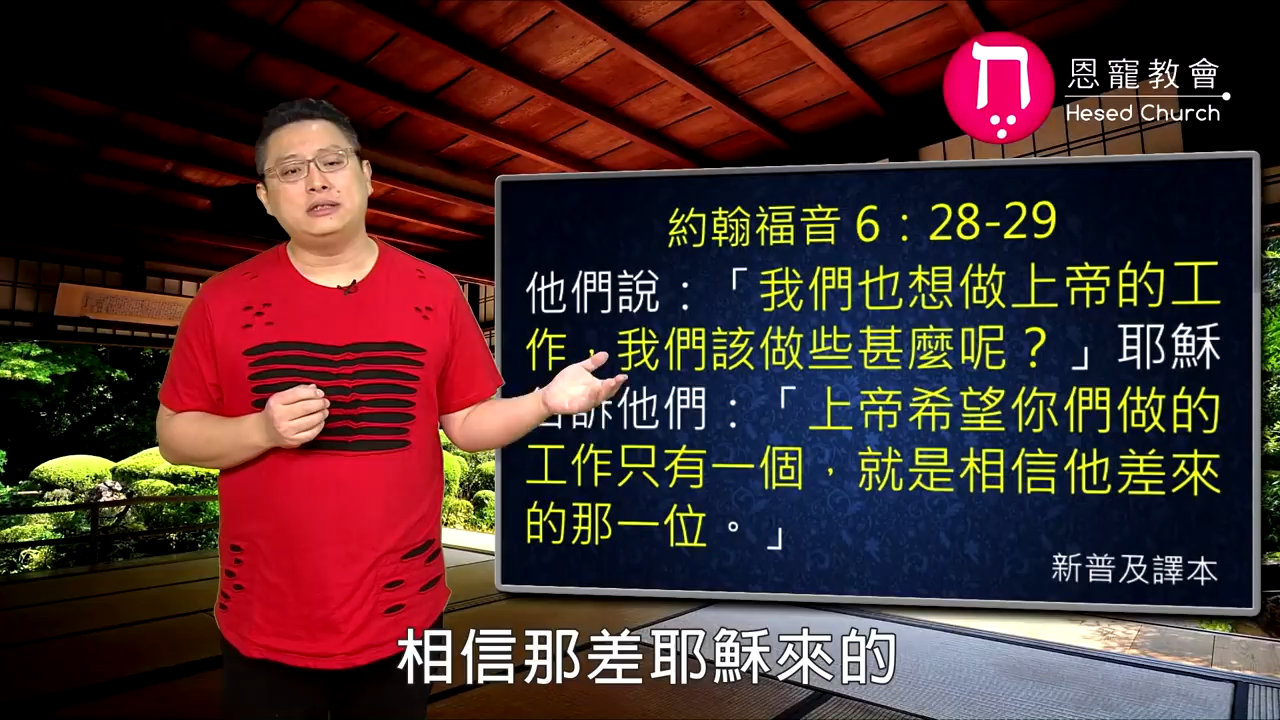 恩寵教會
Hesed Church
約翰福音 6：28-29
他們說：「我們也想做上帝的工
作，我們該做些甚麼呢？」耶穌
訴他們：「上帝希望你們做的
工作只有一個，就是相信他差來
的那一位。」
新普及譯本
相信那差耶穌來的